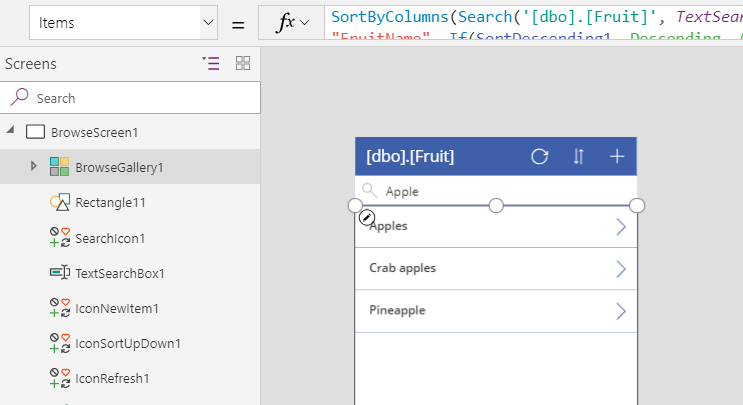 Items
=
fx
SortByColumns(Search('[dbo].[Fruit]', TextSear
"FruitName", If(SortDescending1, Descending,
Screens
Search
BrowseScreen1
BrowseGallery1
Rectangle11
SearchIcon1
TextSearchBox1
IconNewItem1
IconSortUpDown1
IconRefresh1
[dbo].[Fruit]
Apple
Apples
Crab apples
Pineapple